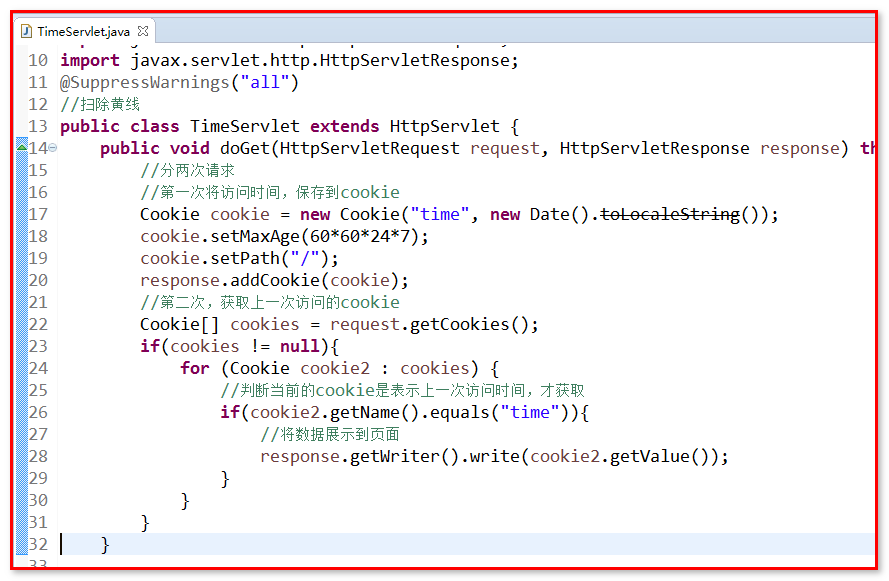 TimeServlet.java
10 import javax.servlet.http.HttpServletResponse;
11 @SuppressWarnings("all")
12 //扫除黄线
13 public class TimeServlet extends HttpServlet {
14 public void doGet(HttpServletRequest request, HttpServletResponse response) th
15 //分两次请求
16 //第一次将访问时间，保存到cookie
17 Cookie cookie = new Cookie("time", new Date().toLocaleString());
18 cookie.setMaxAge(60*60*24*7);
19 cookie.setPath("/");
20 response.addCookie(cookie);
21 //第二次，获取上一次访问的cookie
22 Cookie[] cookies = request.getCookies();
23 if(cookies != null){
24 for (Cookie cookie2 : cookies) {
25 //判断当前的cookie是表示上一次访问时间，才获取
26 if(cookie2.getName().equals("time")){
27 //将数据展示到页面
28 response.getWriter().write(cookie2.getValue());
29 }
30 }
31 }
32 }
33